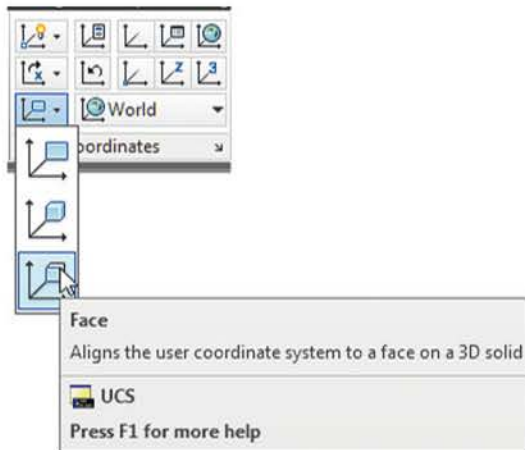 World
oordinates
Face
Aligns the user coordinate system to a face on a 3D solid
UCS
Press F1 for more help